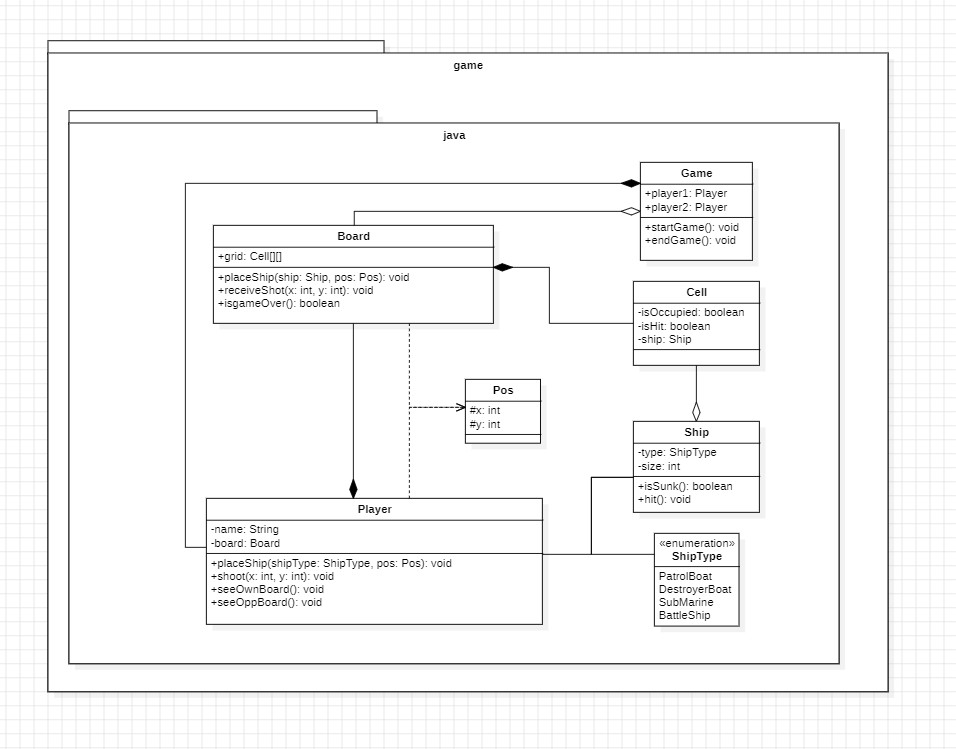 game
java
Game
+player1: Player
+player2: Player
+startGame(): void
+endGame(): void
Board
+grid: Cell[][]
+placeShip(ship: Ship, pos: Pos): void
+receiveShot(x: int, y: int): void
+isgameOver(): boolean
Cell
-isOccupied: boolean
-isHit: boolean
-ship: Ship
Pos
#x: int
#y: int
Ship
-type: ShipType
-size: int
+isSunk(): boolean
+hit(): void
Player
-name: String
-board: Board
+placeShip(shipType: ShipType, pos: Pos): void
+shoot(x: int, y: int): void
+seeOwnBoard(): void
+seeOppBoard(): void
«enumeration»
ShipType
PatrolBoat
DestroyerBoat
SubMarine
BattleShip